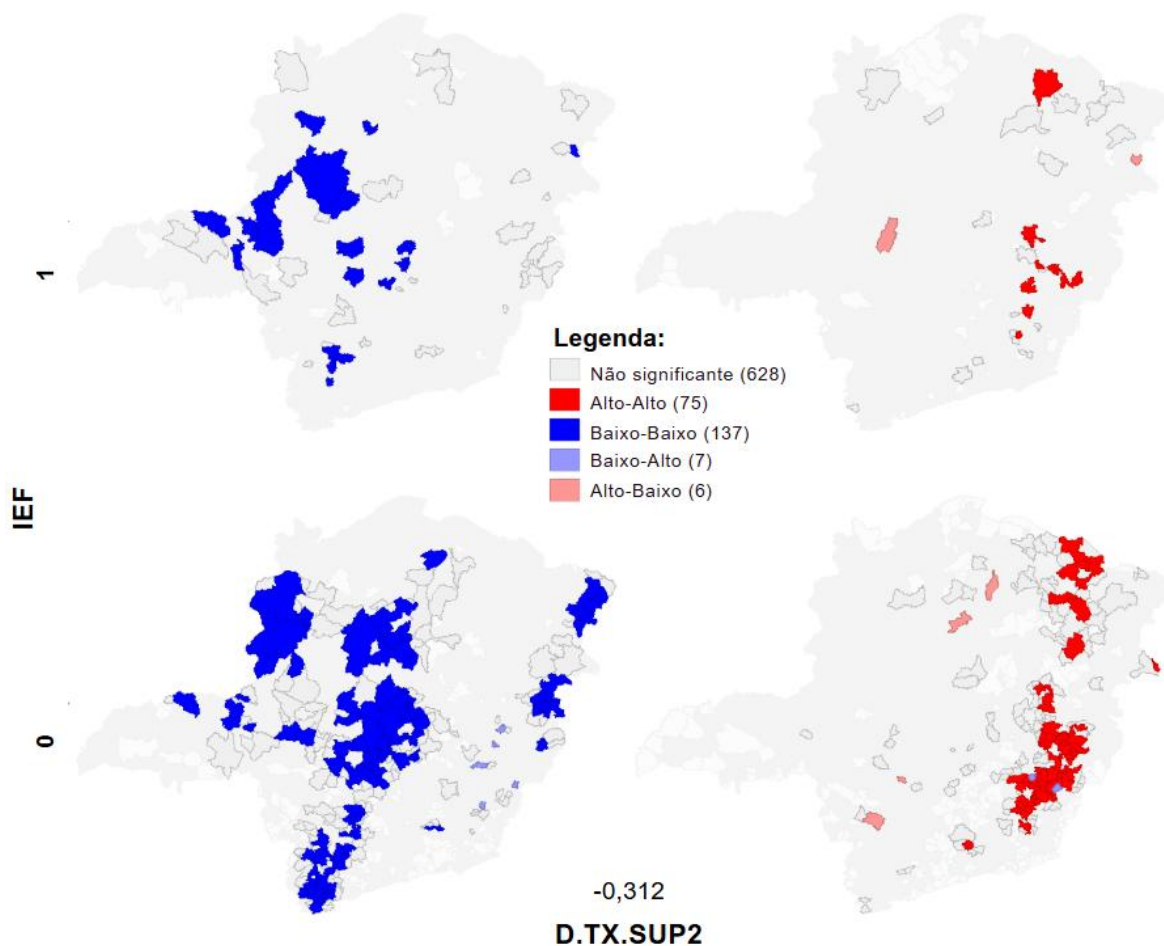 1
Legenda:
Não significante (628)
Alto-Alto (75)
Baixo-Baixo (137)
Baixo-Alto (7)
Alto-Baixo (6)
IEF
0
-0,312
D.TX.SUP2